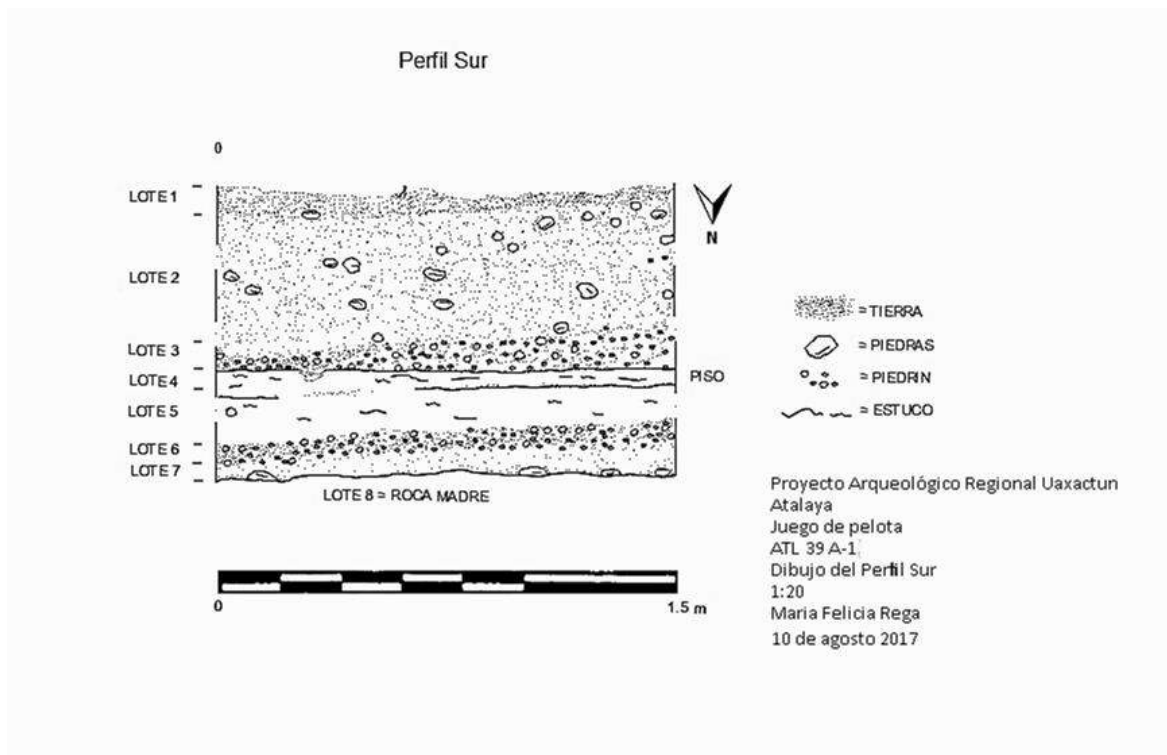 Perfil Sur
0
LOTE 1
LOTE 2
LOTE 3
LOTE 4
LOTE 5
LOTE 6
LOTE 7
N
PISO
LOTE 8 = ROCA MADRE
= TIERRA
= PIEDRAS
= PIEDRIN
= ESTUCO
0
1.5 m
Proyecto Arqueológico Regional Uaxactun
Atalaya
Juego de pelota
ATL 39 A-1
Dibujo del Perfil Sur
1:20
Maria Felicia Rega
10 de agosto 2017